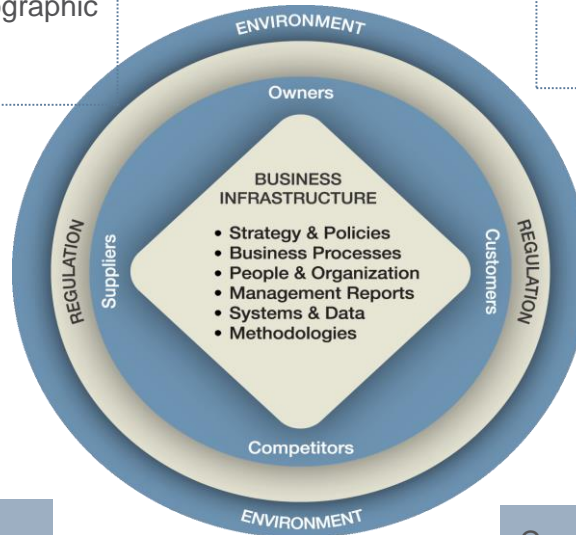 ENVIRONMENT
Owners
BUSINESS
INFRASTRUCTURE
• Strategy & Policies
• Business Processes
• People & Organization
• Management Reports
• Systems & Data
• Methodologies
REGULATION
Suppliers
Customers
REGULATION
Competitors
ENVIRONMENT